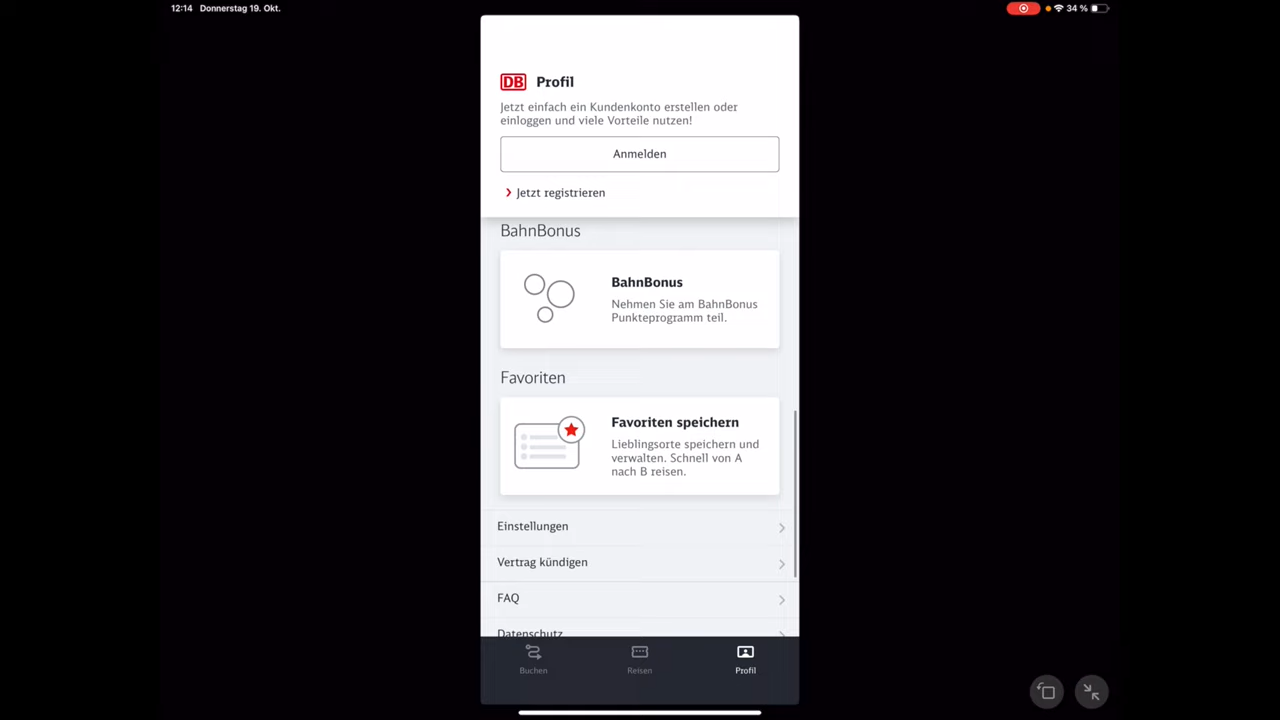 12:14 Donnerstag 19. Okt.
34 %
DB Profil
Jetzt einfach ein Kundenkonto erstellen oder
einloggen und viele Vorteile nutzen!
Anmelden
Jetzt registrieren
BahnBonus
BahnBonus
Nehmen Sie am BahnBonus
Punkteprogramm teil.
Favoriten
Favoriten speichern
Lieblingsorte speichern und
verwalten. Schnell von A
nach B reisen.
Einstellungen
Vertrag kündigen
FAQ
Datenschutz
Buchen
Reisen
Profil